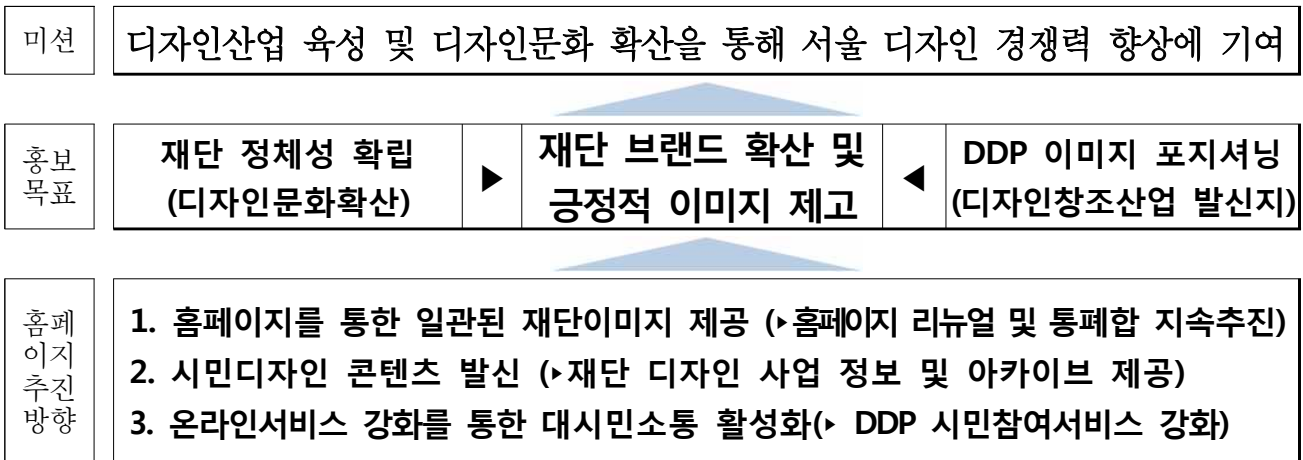 미션
디자인산업 육성 및 디자인문화 확산을 통해 서울 디자인 경쟁력 향상에 기여
홍보
목표
재단 정체성 확립
(디자인문화확산)
▶
재단 브랜드 확산 및
긍정적 이미지 제고
◀
DDP 이미지 포지셔닝
(디자인창조산업 발신지)
홈페
이지
추진
방향
1. 홈페이지를 통한 일관된 재단이미지 제공 (▸홈페이지 리뉴얼 및 통폐합 지속추진)
2. 시민디자인 콘텐츠 발신 (▸재단 디자인 사업 정보 및 아카이브 제공)
3. 온라인서비스 강화를 통한 대시민소통 활성화(▸ DDP 시민참여서비스 강화)